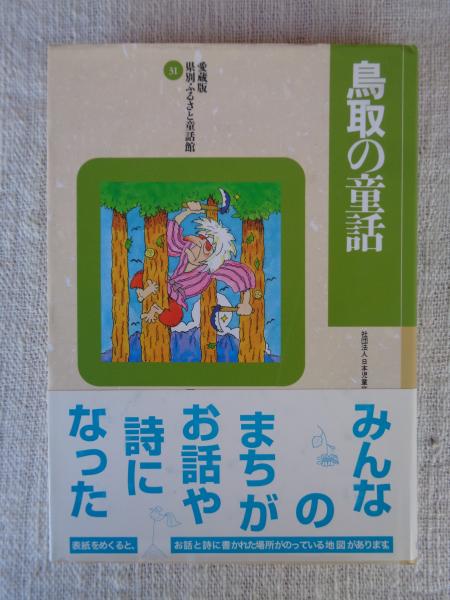 鳥取の童話
愛蔵版
県別ふるさと童話館
31
社団法人 日本児童
みんな
の
まちが
お話や
詩に
なった
表紙をめくると、
お話と詩に書かれた場所がのっている地図があります。